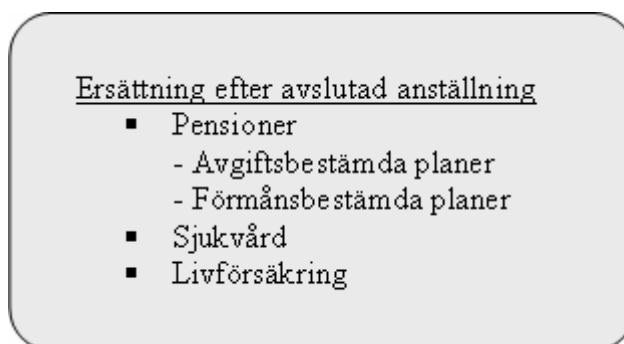 Ersättning efter avslutad anställning
▪ Pensioner
- Avgiftsbestämda planer
- Förmånsbestämda planer
▪ Sjukvård
▪ Livförsäkring